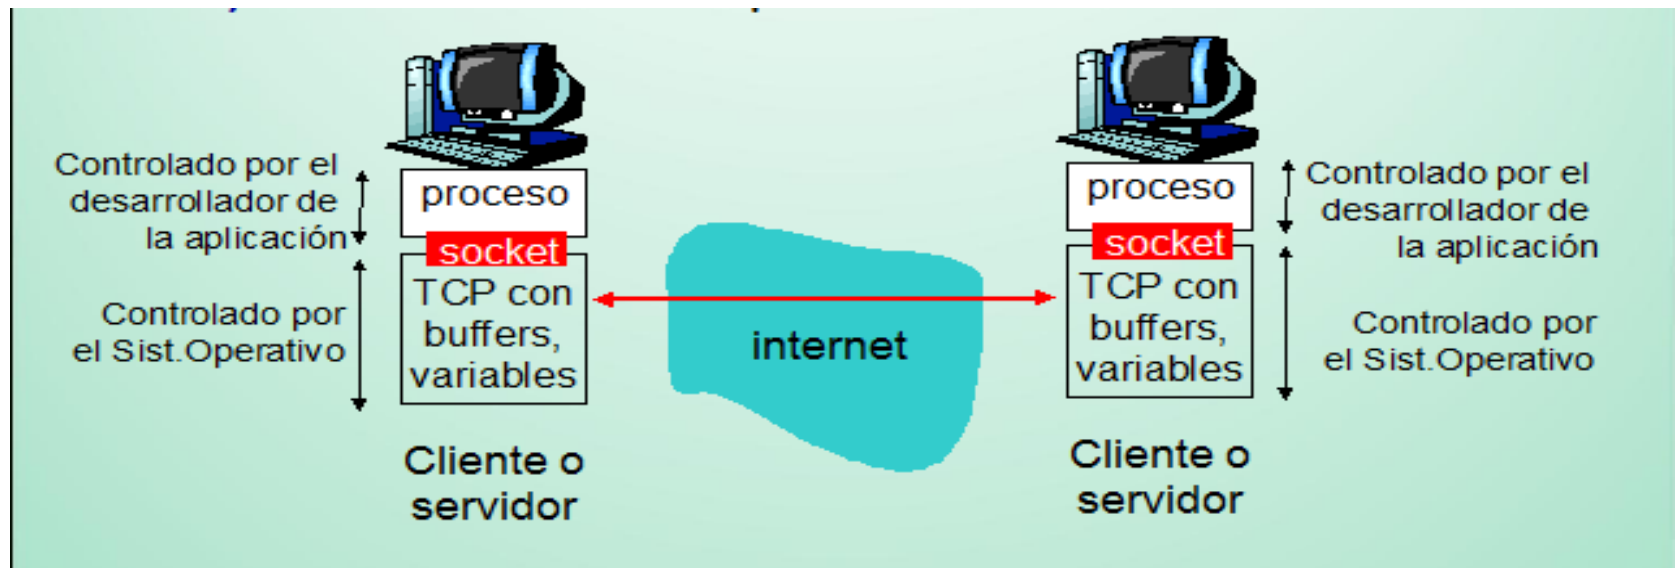 Controlado por el
desarrollador de
la aplicación
Controlado por
el Sist.Operativo
proceso
socket
TCP con
buffers,
variables
Cliente o
servidor
internet
proceso
socket
TCP con
buffers,
variables
Cliente o
servidor
Controlado por el
desarrollador de
la aplicación
Controlado por
el Sist.Operativo